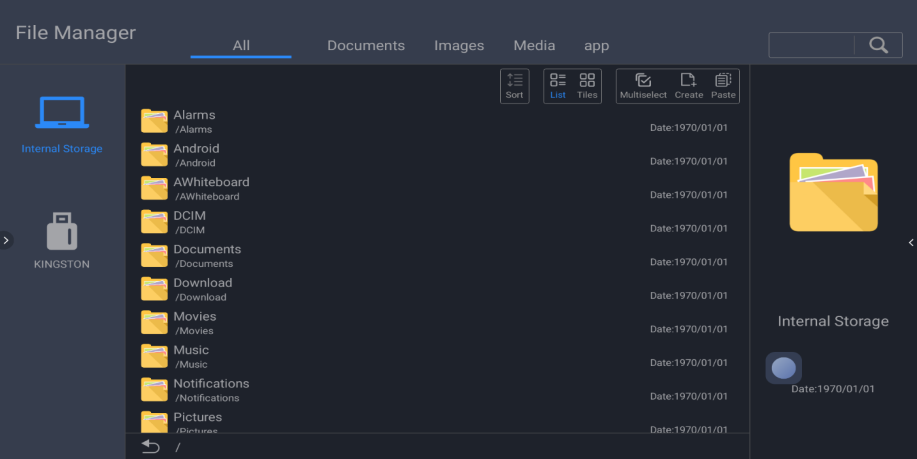 File Manager
All Documents Images Media app
Sort List Tiles Multiselect Create Paste
Internal Storage
KINGSTON
Alarms
/Alarms Date:1970/01/01
Android
/Android Date:1970/01/01
AWhiteboard
/AWhiteboard Date:1970/01/01
DCIM
/DCIM Date:1970/01/01
Documents
/Documents Date:1970/01/01
Download
/Download Date:1970/01/01
Movies
/Movies Date:1970/01/01
Music
/Music Date:1970/01/01
Notifications
/Notifications Date:1970/01/01
Pictures
/Pictures Date:1970/01/01
/
Internal Storage
Date:1970/01/01